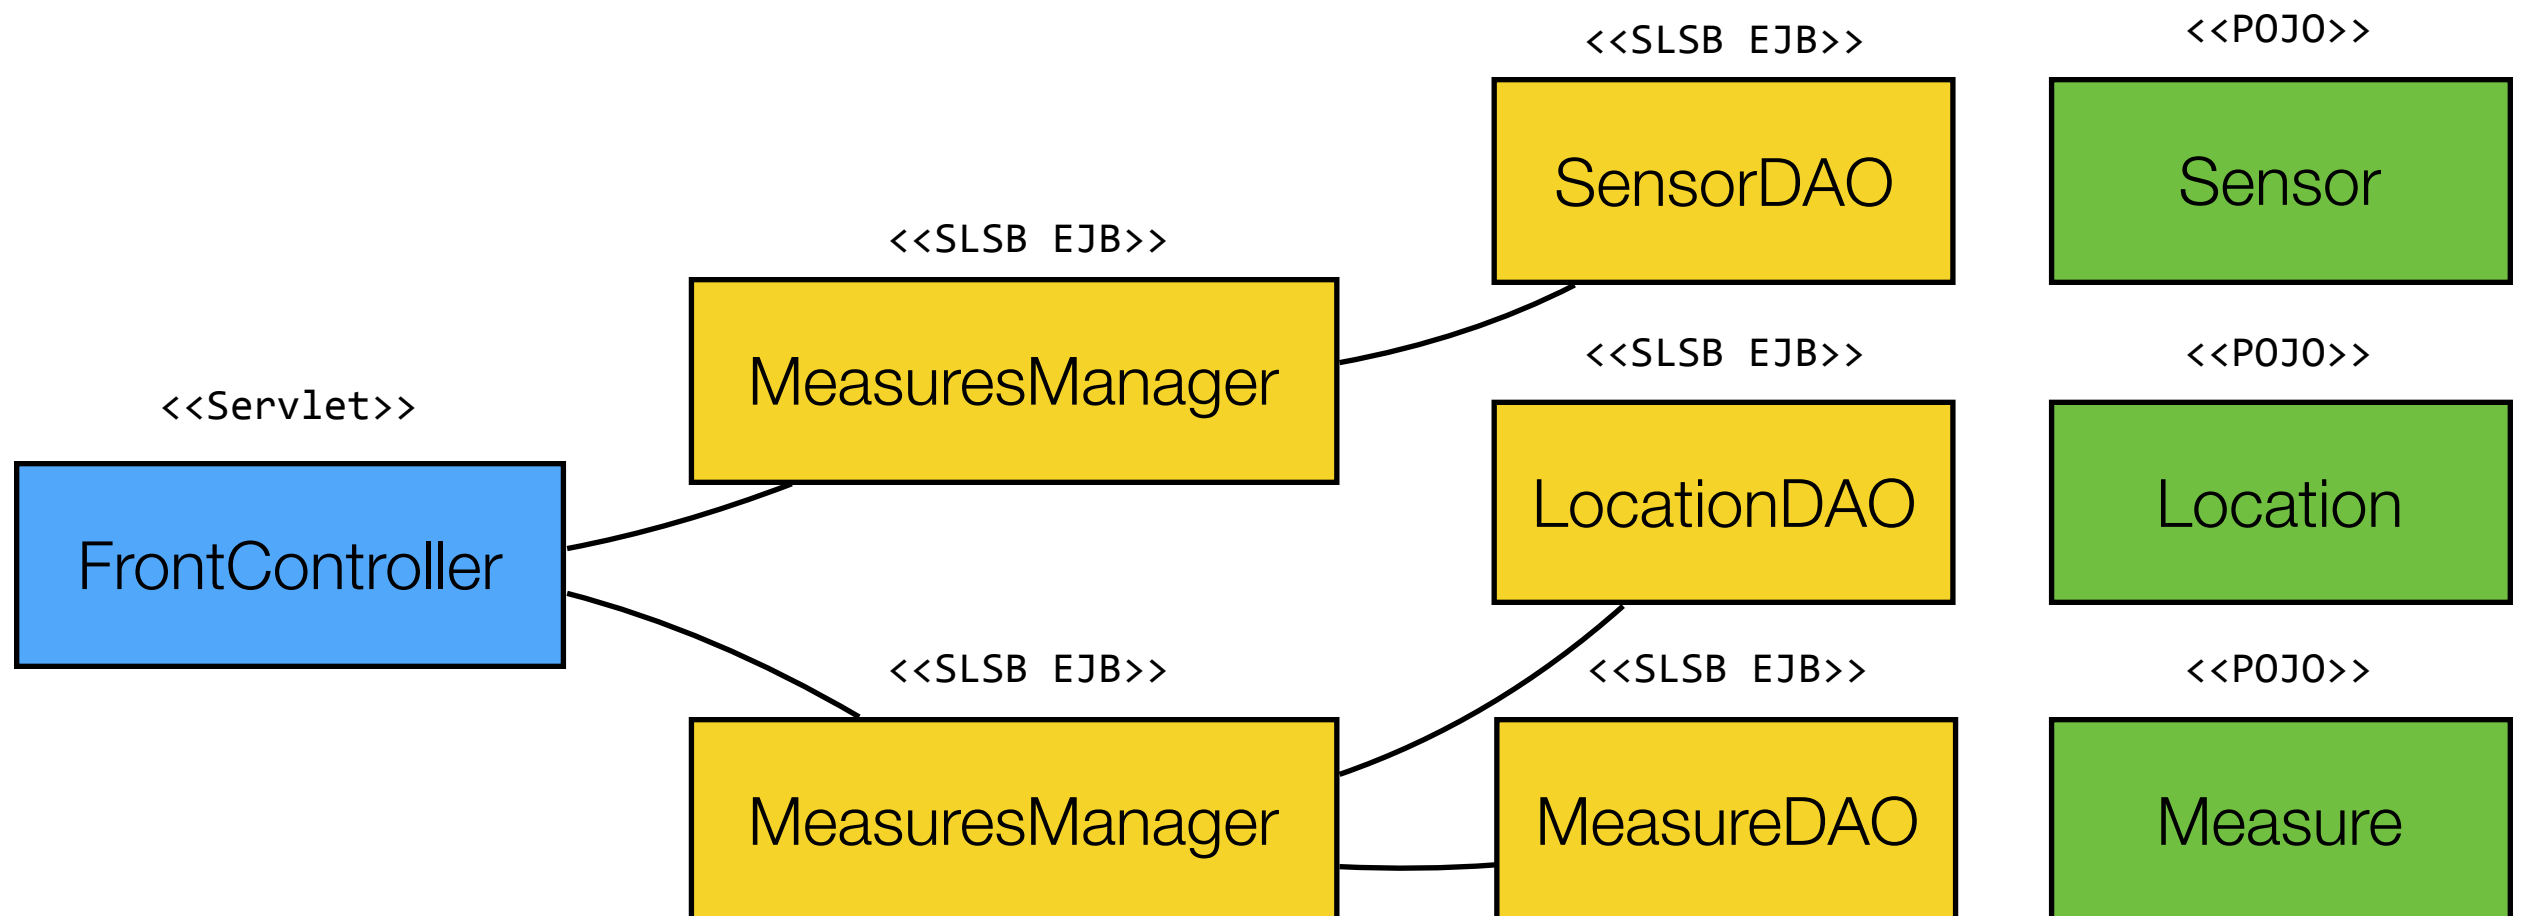 <<SLSB EJB>>
<<POJO>>
SensorDAO
Sensor
<<SLSB EJB>>
MeasuresManager
<<SLSB EJB>>
<<POJO>>
<<Servlet>>
LocationDAO
Location
FrontController
<<SLSB EJB>>
<<SLSB EJB>>
<<POJO>>
MeasuresManager
MeasureDAO
Measure